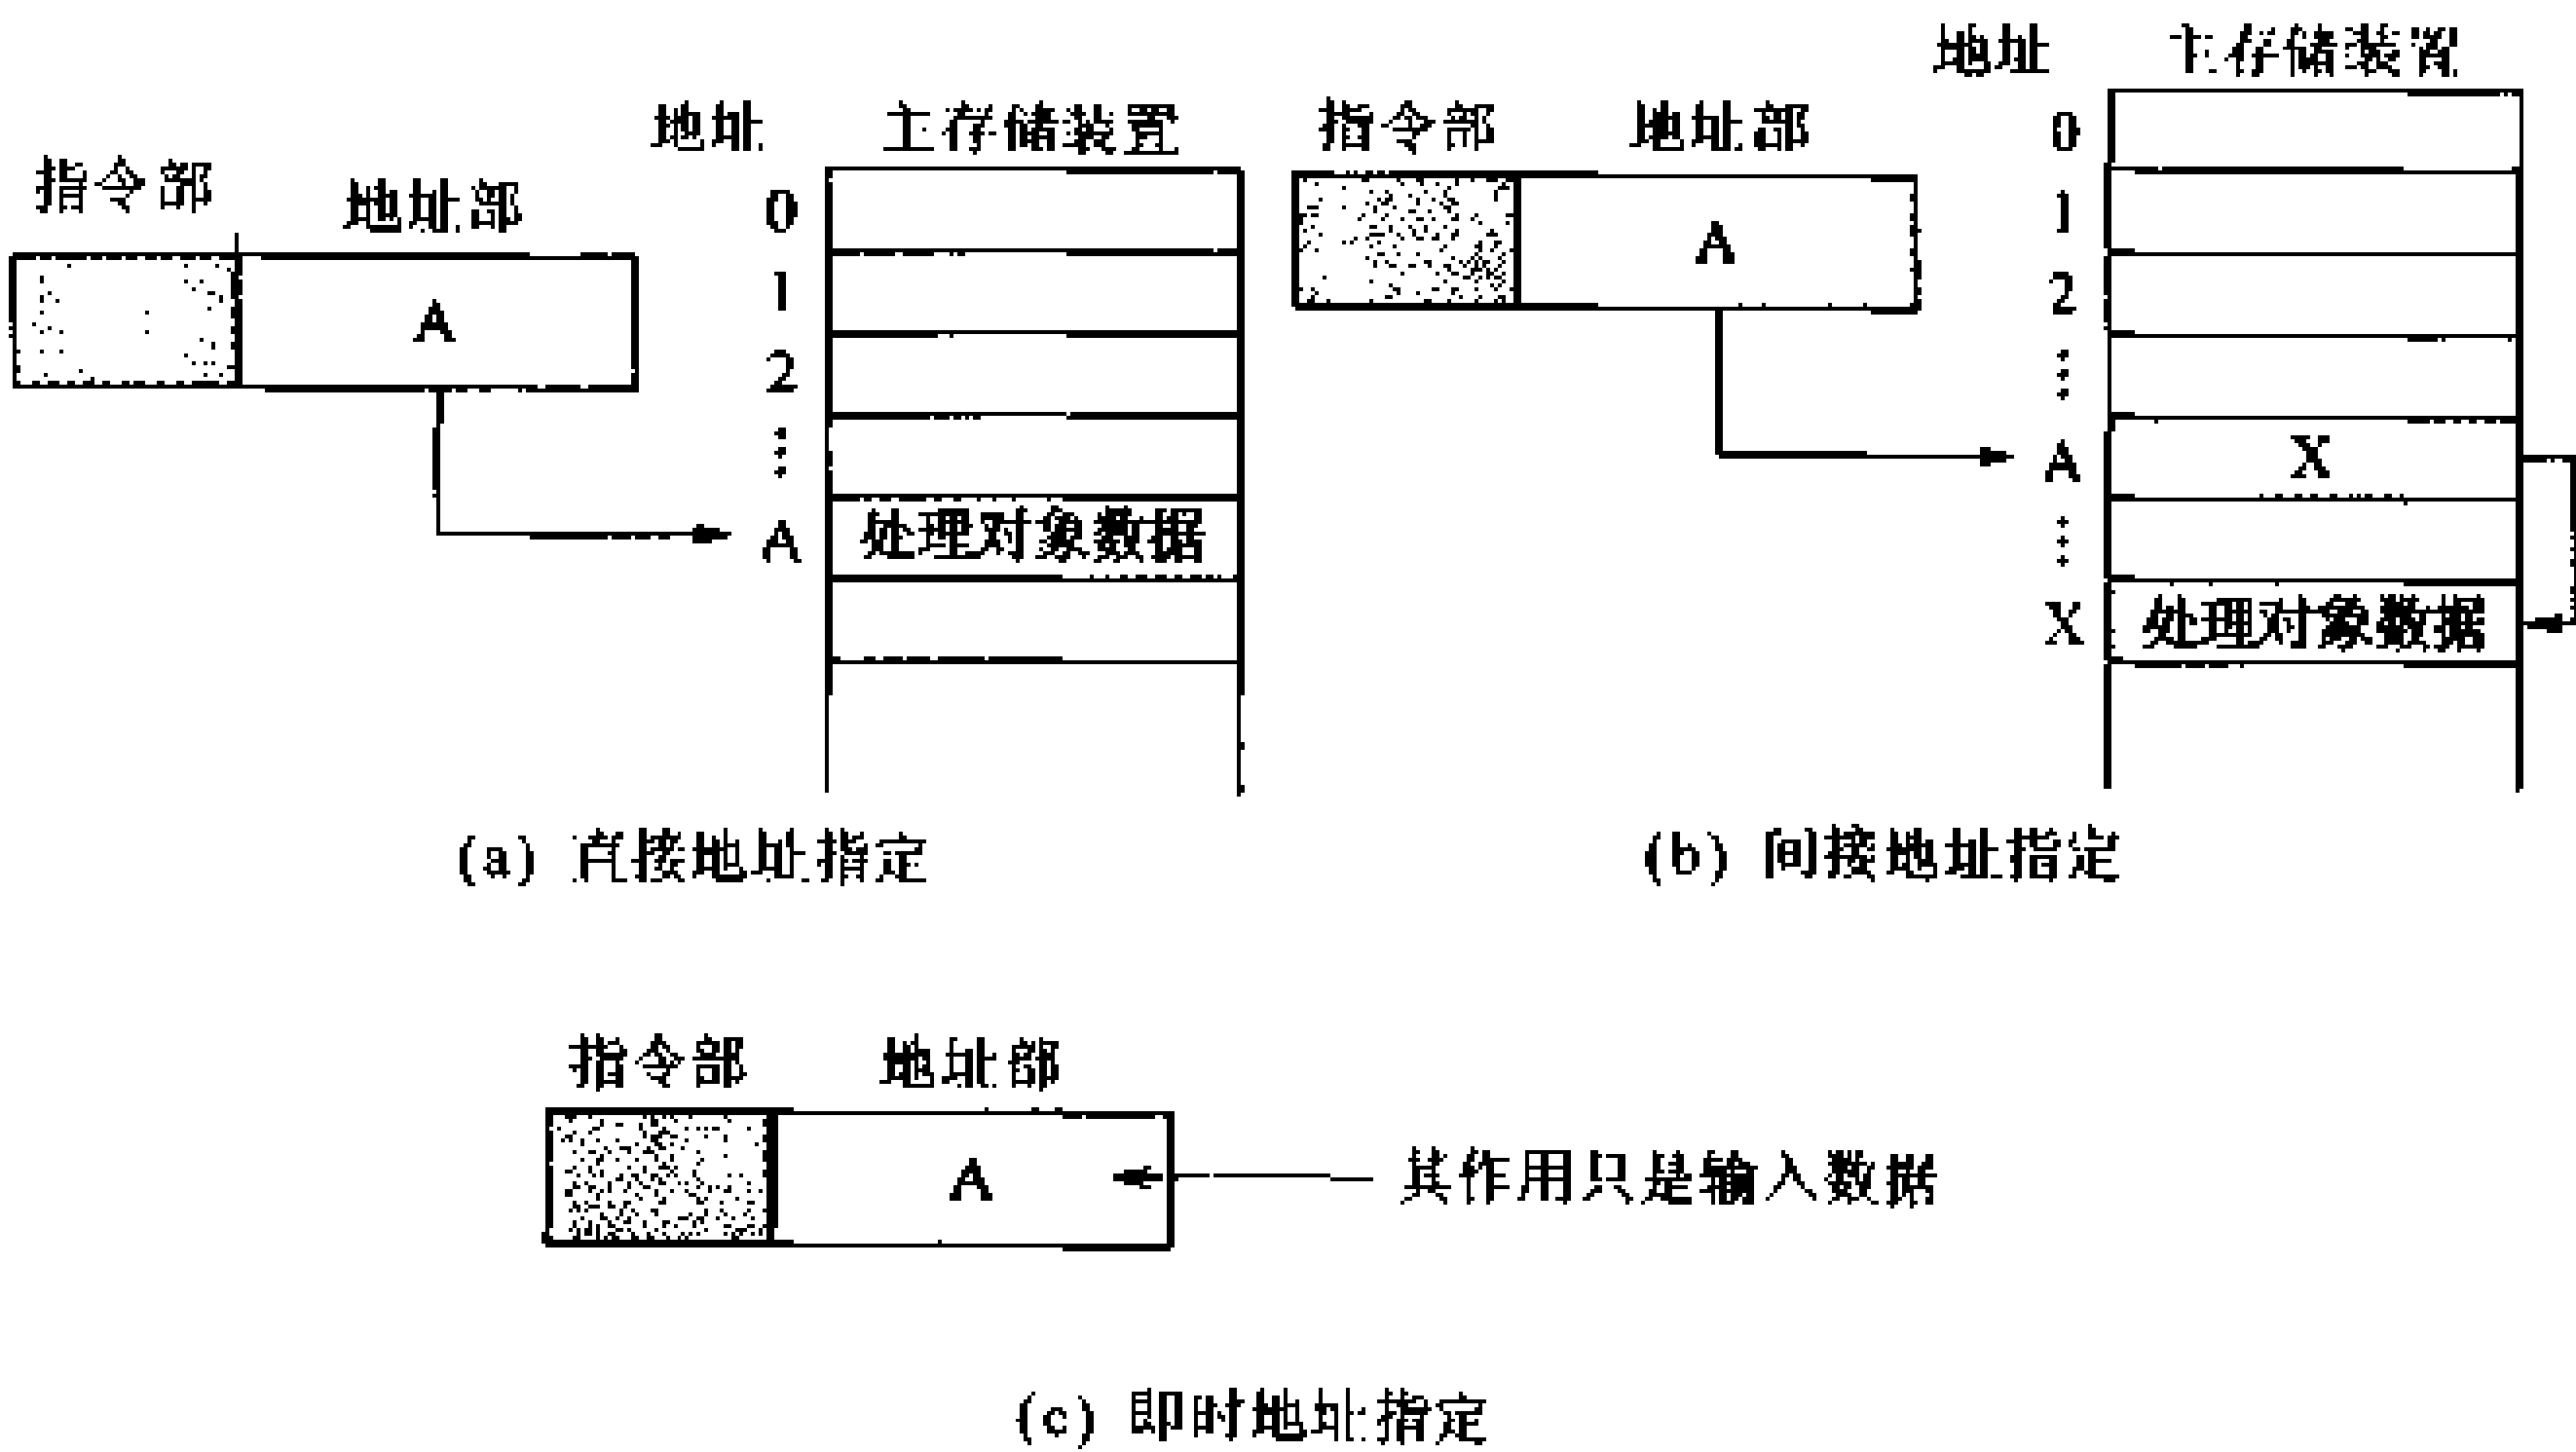 指令部 地址部
A
地址 主存储装置
0
1
2
⋮
A 处理对象数据
(a) 直接地址指定
指令部 地址部
A
地址 主存储装置
0
1
2
⋮
A X
⋮
X 处理对象数据
(b) 间接地址指定
指令部 地址部
A 其作用只是输入数据
(c) 即时地址指定